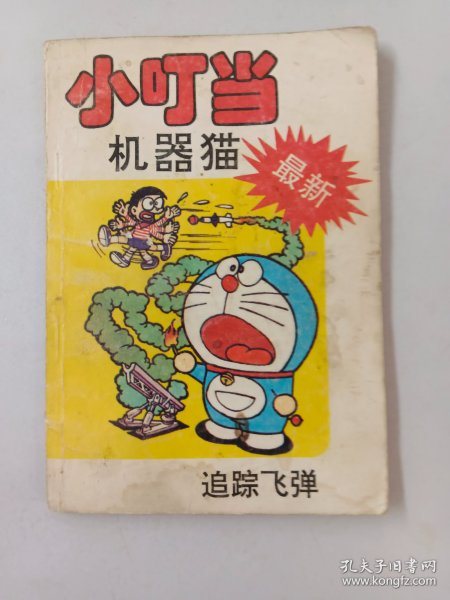 小叮当
机器猫
最新
追踪飞弹
孔夫子旧书网
www.kongfz.com